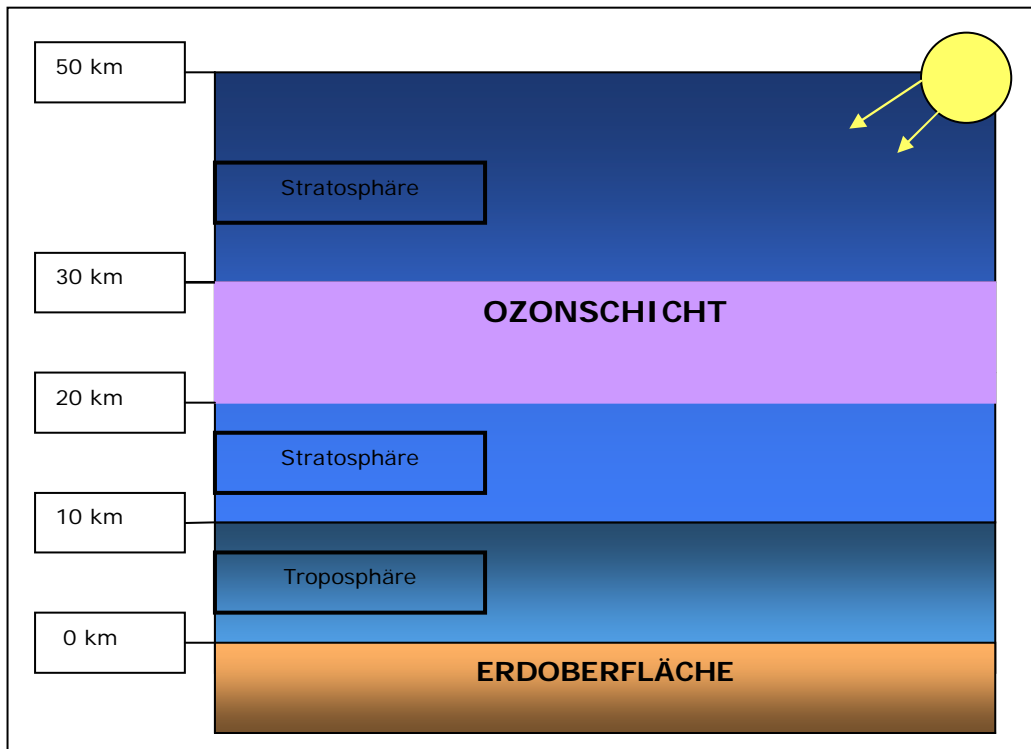 50 km
Stratosphäre
30 km
OZONSCHICHT
20 km
Stratosphäre
10 km
Troposphäre
0 km
ERDOBERFLÄCHE